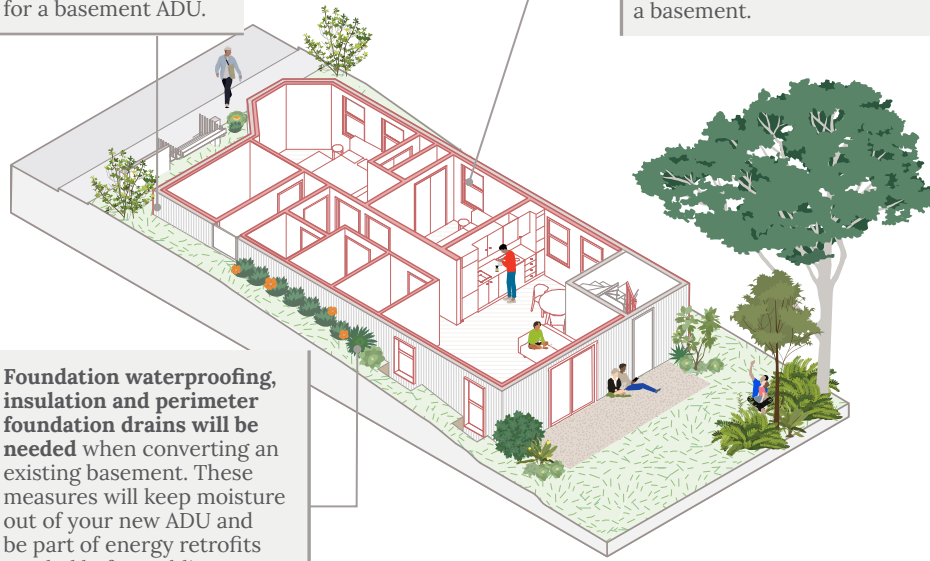 for a basement ADU.
a basement.
Foundation waterproofing,
insulation and perimeter
foundation drains will be
needed when converting an
existing basement. These
measures will keep moisture
out of your new ADU and
be part of energy retrofits